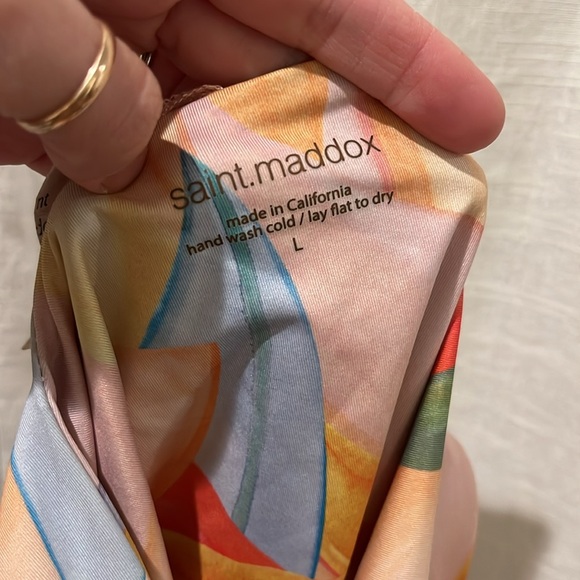 saint.maddox
made in California
hand wash cold / lay flat to dry
L